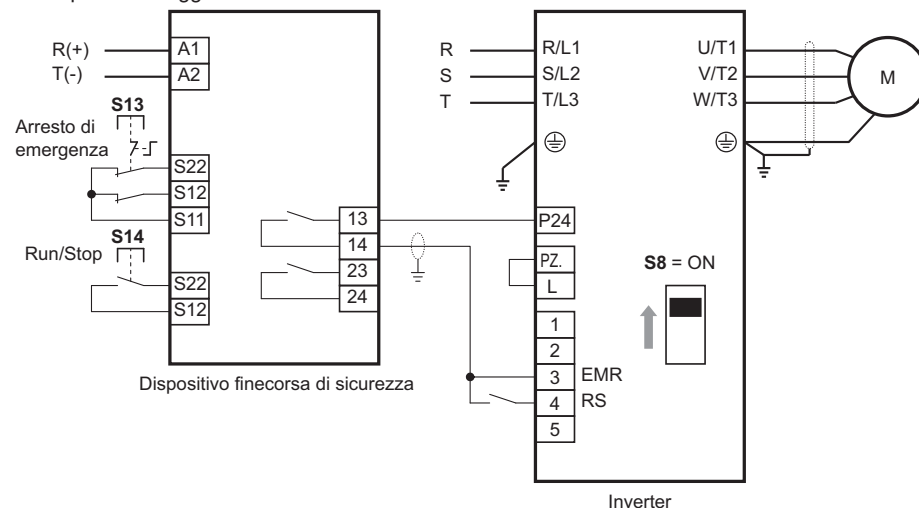 R(+)
T(-)
A1
A2
S13
Arresto di
emergenza
S22
S12
S11
S14
Run/Stop
S22
S12
13
14
23
24
Dispositivo finecorsa di sicurezza
R
S
T
R/L1
S/L2
T/L3
U/T1
V/T2
W/T3
M
P24
PZ.
L
S8 = ON
1
2
3 EMR
4 RS
5
Inverter